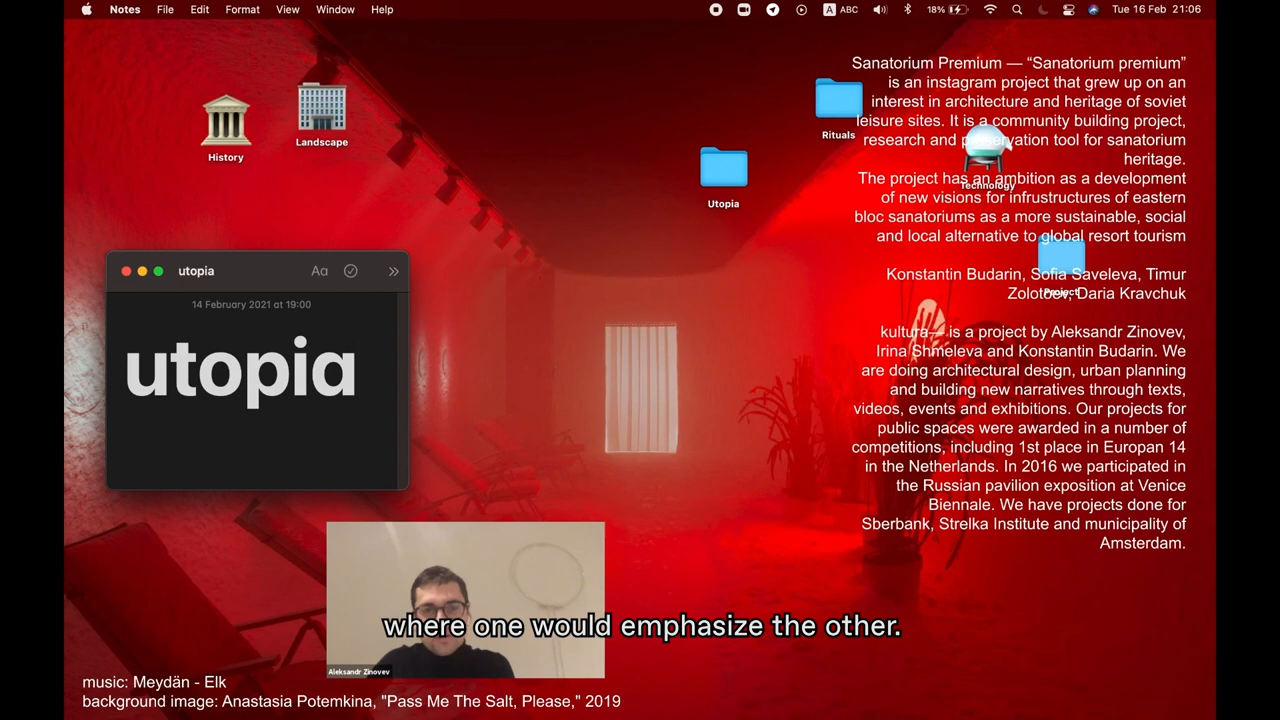 Notes File Edit Format View Window Help
A ABC 18% Tue 16 Feb 21:06
History
Landscape
Utopia
Rituals
Technology
Project
Sanatorium Premium — “Sanatorium premium”
is an instagram project that grew up on an
interest in architecture and heritage of soviet
leisure sites. It is a community building project,
research and preservation tool for sanatorium
heritage.
The project has an ambition as a development
of new visions for infrustructures of eastern
bloc sanatoriums as a more sustainable, social
and local alternative to global resort tourism
Konstantin Budarin, Sofia Saveleva, Timur
Zolotoev, Daria Kravchuk
kultura— is a project by Aleksandr Zinovev,
Irina Shmeleva and Konstantin Budarin. We
are doing architectural design, urban planning
and building new narratives through texts,
videos, events and exhibitions. Our projects for
public spaces were awarded in a number of
competitions, including 1st place in Europan 14
in the Netherlands. In 2016 we participated in
the Russian pavilion exposition at Venice
Biennale. We have projects done for
Sberbank, Strelka Institute and municipality of
Amsterdam.
utopia Aa
14 February 2021 at 19:00
utopia
where one would emphasize the other.
Aleksandr Zinovev
music: Meydän - Elk
background image: Anastasia Potemkina, "Pass Me The Salt, Please," 2019